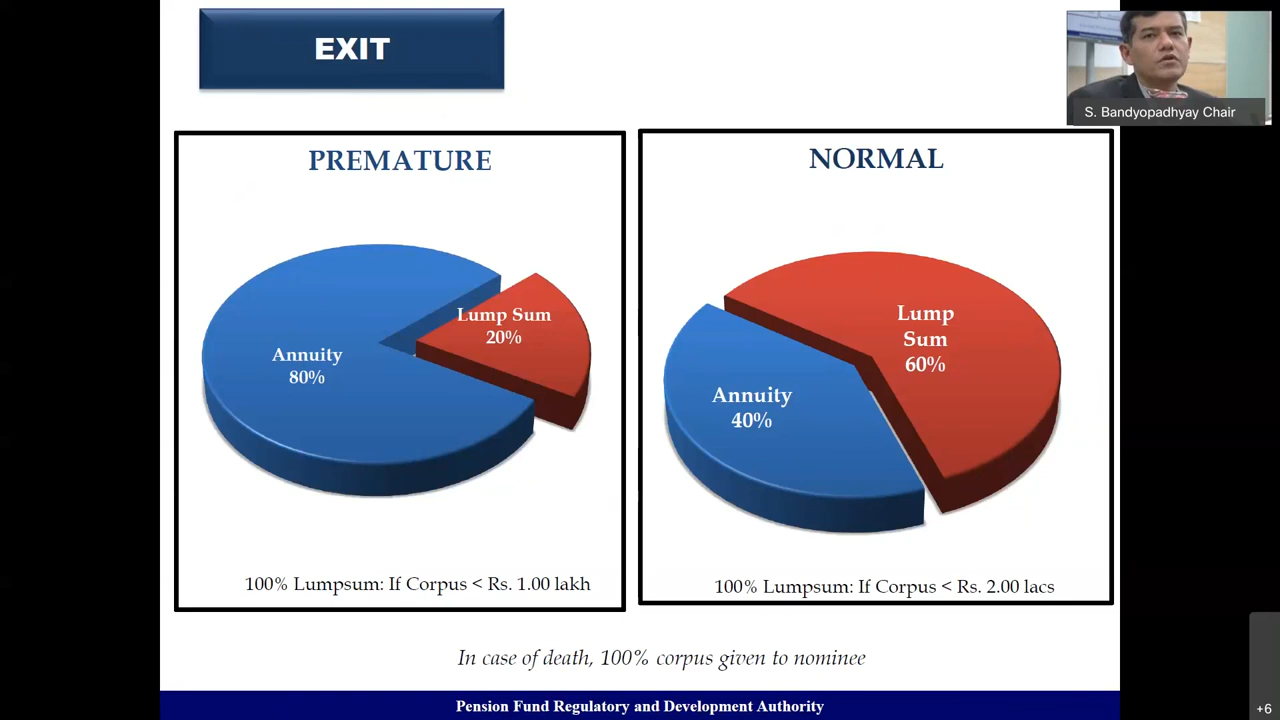 EXIT
S. Bandyopadhyay Chair
PREMATURE
Lump Sum
20%
Annuity
80%
100% Lumpsum: If Corpus < Rs. 1.00 lakh
NORMAL
Lump
Sum
60%
Annuity
40%
100% Lumpsum: If Corpus < Rs. 2.00 lacs
In case of death, 100% corpus given to nominee
Pension Fund Regulatory and Development Authority
+6